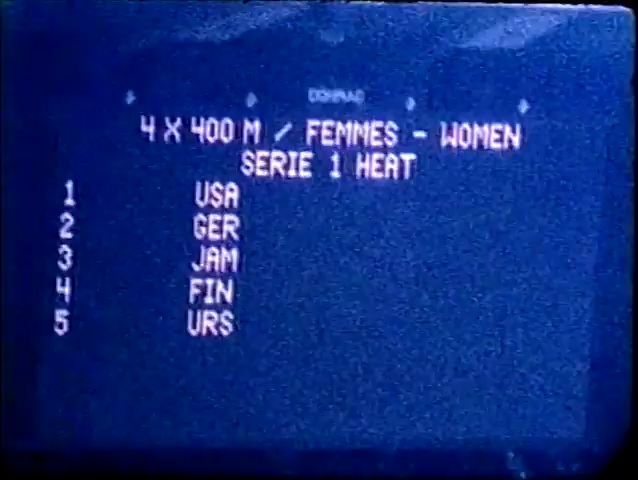 4 X 400 M / FEMMES - WOMEN
SERIE 1 HEAT
1 USA
2 GER
3 JAM
4 FIN
5 URS